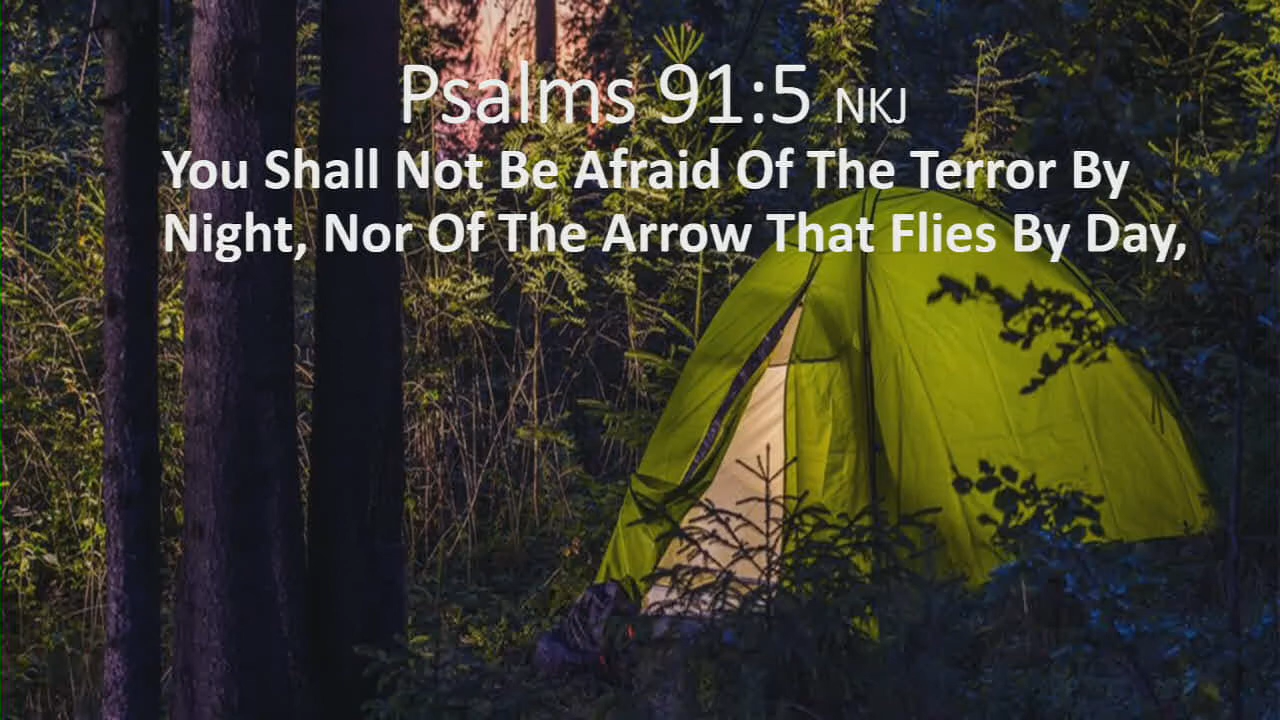 Psalms 91:5 NKJ
You Shall Not Be Afraid Of The Terror By
Night, Nor Of The Arrow That Flies By Day,